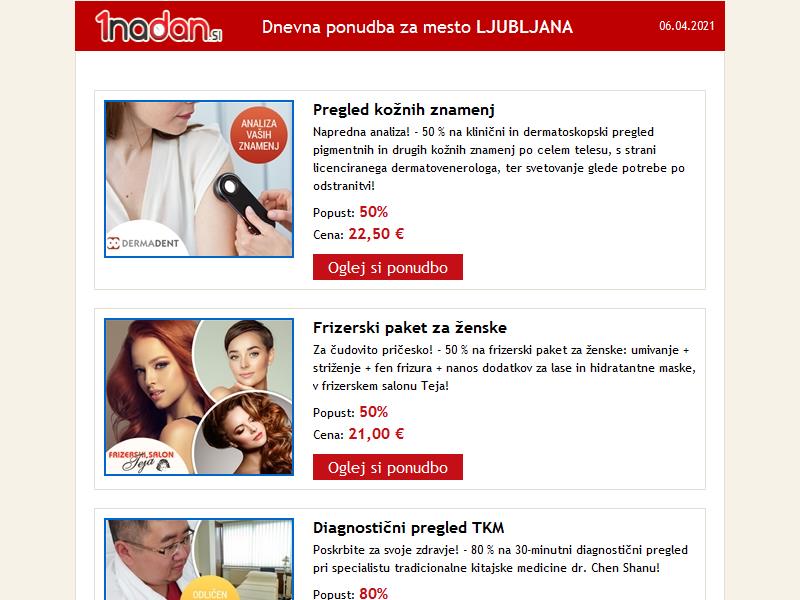 1nadan.si
Dnevna ponudba za mesto LJUBLJANA
06.04.2021
ANALIZA
VAŠIH
ZNAMENJ
DERMADENT
Pregled kožnih znamenj
Napredna analiza! - 50 % na klinični in dermatoskopski pregled
pigmentnih in drugih kožnih znamenj po celem telesu, s strani
licenciranega dermatovenerologa, ter svetovanje glede potrebe po
odstranitvi!
Popust: 50%
Cena: 22,50 €
Oglej si ponudbo
FRIZERSKI SALON
Teja
Frizerski paket za ženske
Za čudovito pričesko! - 50 % na frizerski paket za ženske: umivanje +
striženje + fen frizura + nanos dodatkov za lase in hidratantne maske,
v frizerskem salonu Teja!
Popust: 50%
Cena: 21,00 €
Oglej si ponudbo
ODLIČEN
Diagnostični pregled TKM
Poskrbite za svoje zdravje! - 80 % na 30-minutni diagnostični pregled
pri specialistu tradicionalne kitajske medicine dr. Chen Shanu!
Popust: 80%